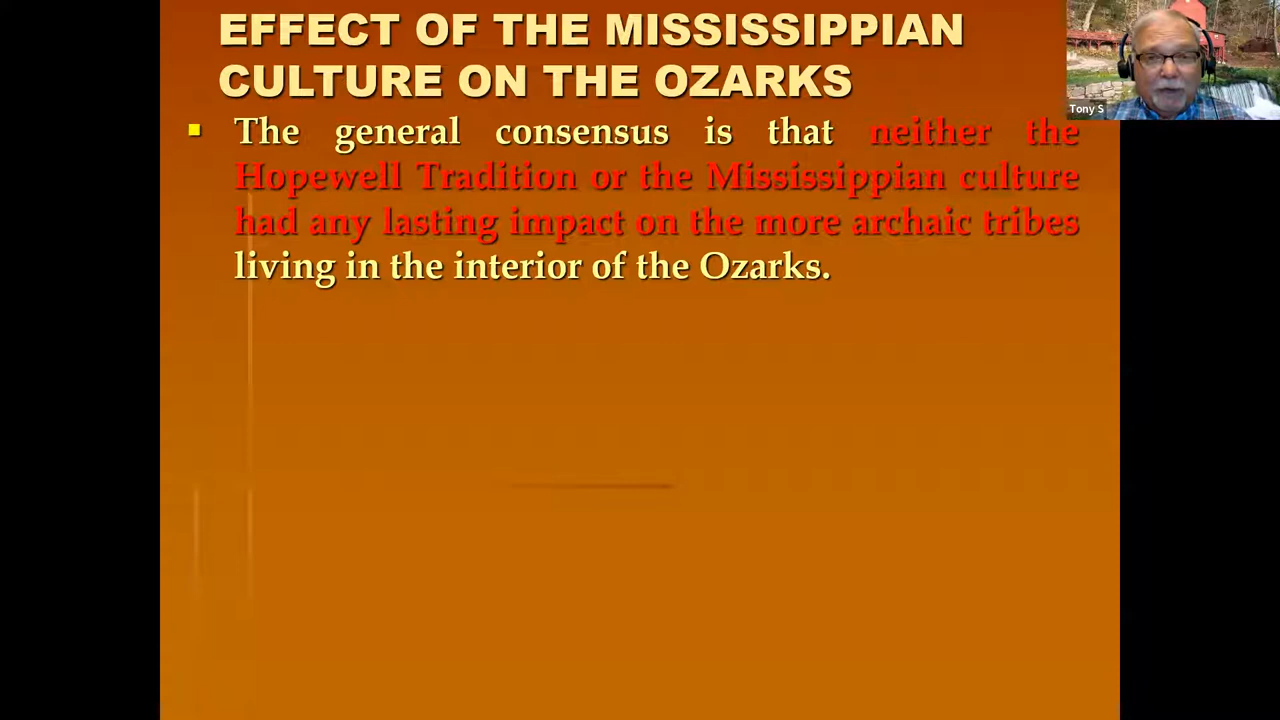 EFFECT OF THE MISSISSIPPIAN
CULTURE ON THE OZARKS
The general consensus is that neither the
Hopewell Tradition or the Mississippian culture
had any lasting impact on the more archaic tribes
living in the interior of the Ozarks.
Tony S